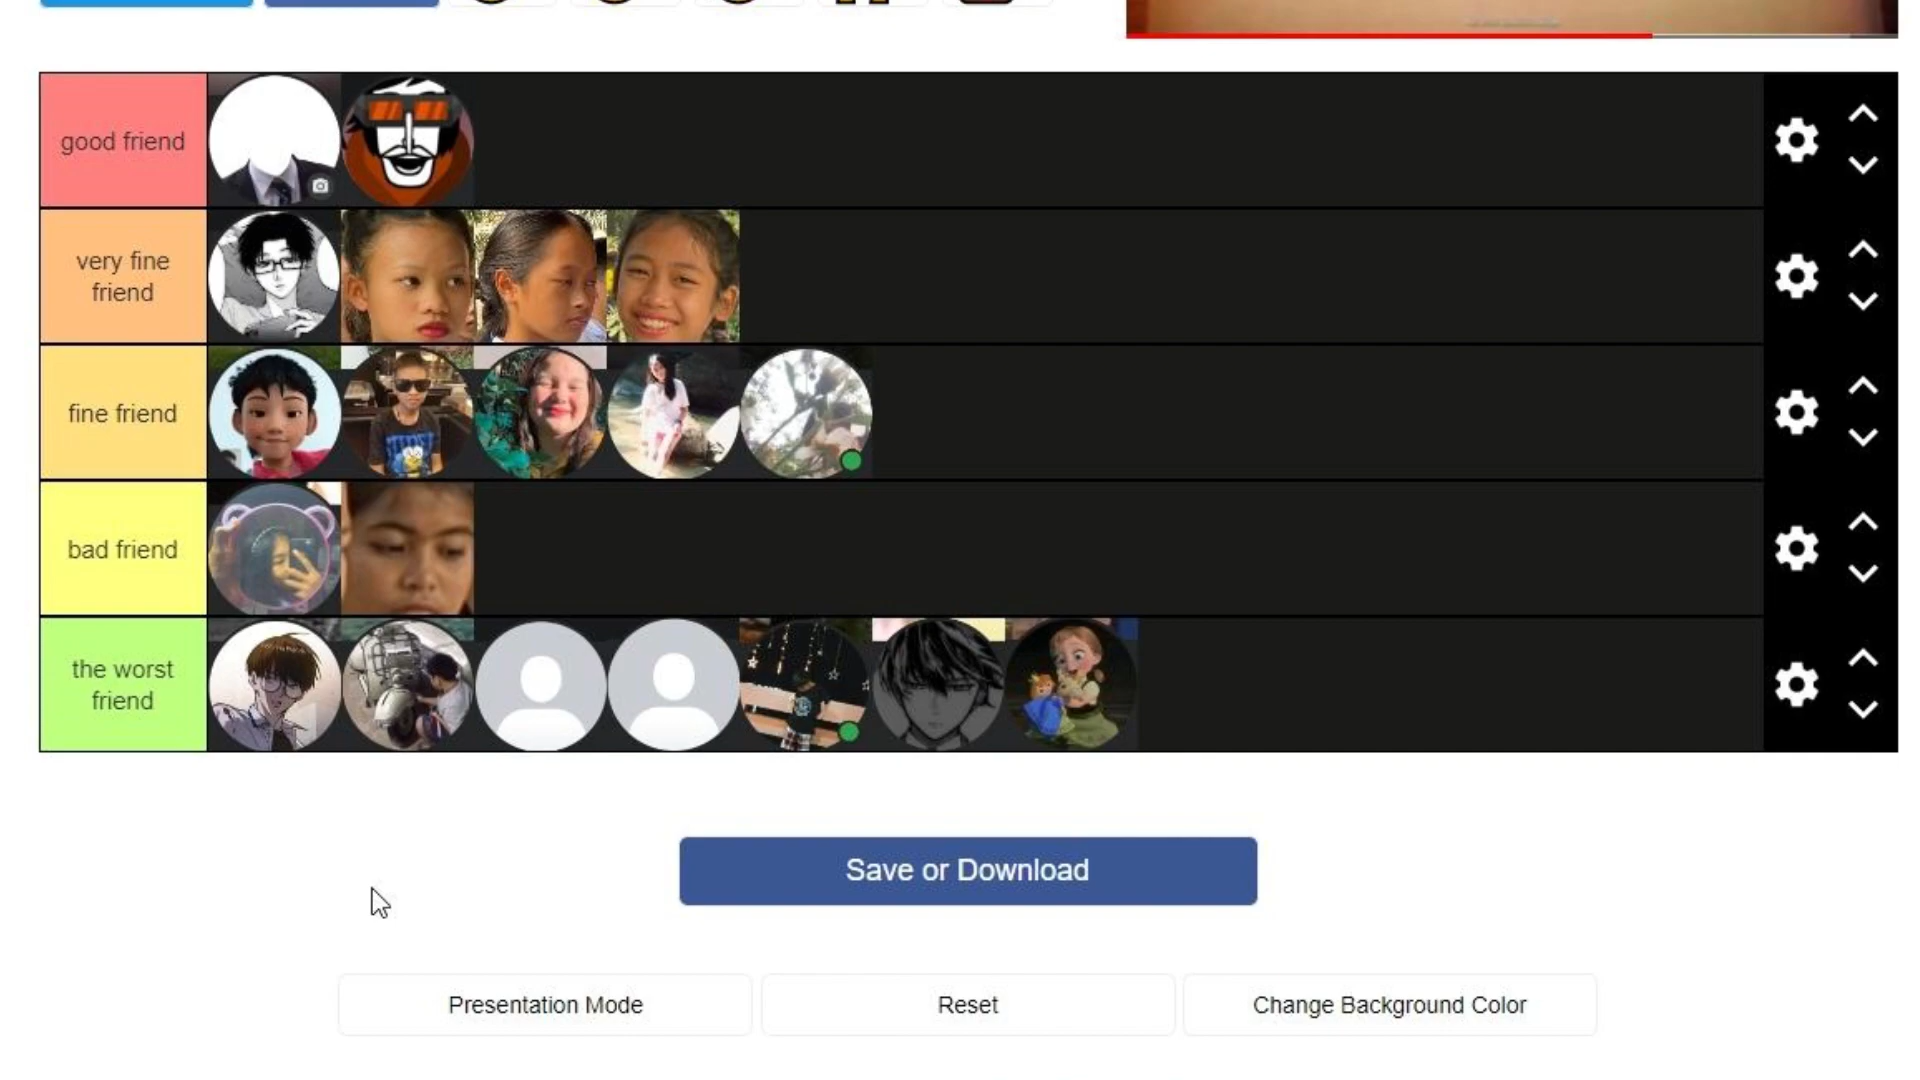 good friend
very fine
friend
fine friend
bad friend
the worst
friend
Save or Download
Presentation Mode
Reset
Change Background Color